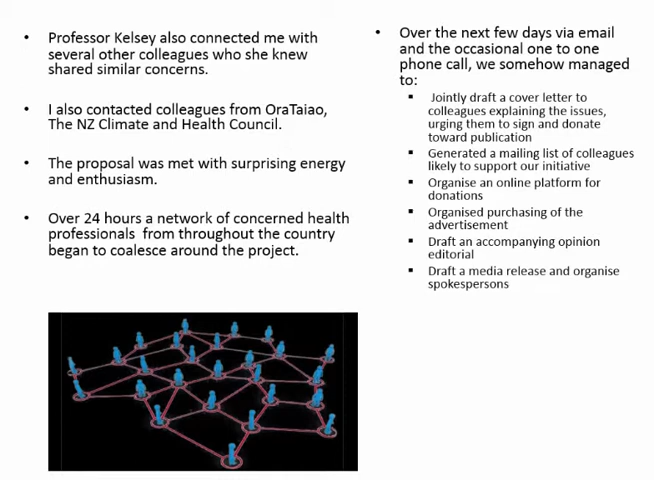 Professor Kelsey also connected me with
several other colleagues who she knew
shared similar concerns.
I also contacted colleagues from OraTaiao,
The NZ Climate and Health Council.
The proposal was met with surprising energy
and enthusiasm.
Over 24 hours a network of concerned health
professionals from throughout the country
began to coalesce around the project.
Over the next few days via email
and the occasional one to one
phone call, we somehow managed
to:
Jointly draft a cover letter to
colleagues explaining the issues,
urging them to sign and donate
toward publication
Generated a mailing list of colleagues
likely to support our initiative
Organise an online platform for
donations
Organised purchasing of the
advertisement
Draft an accompanying opinion
editorial
Draft a media release and organise
spokespersons